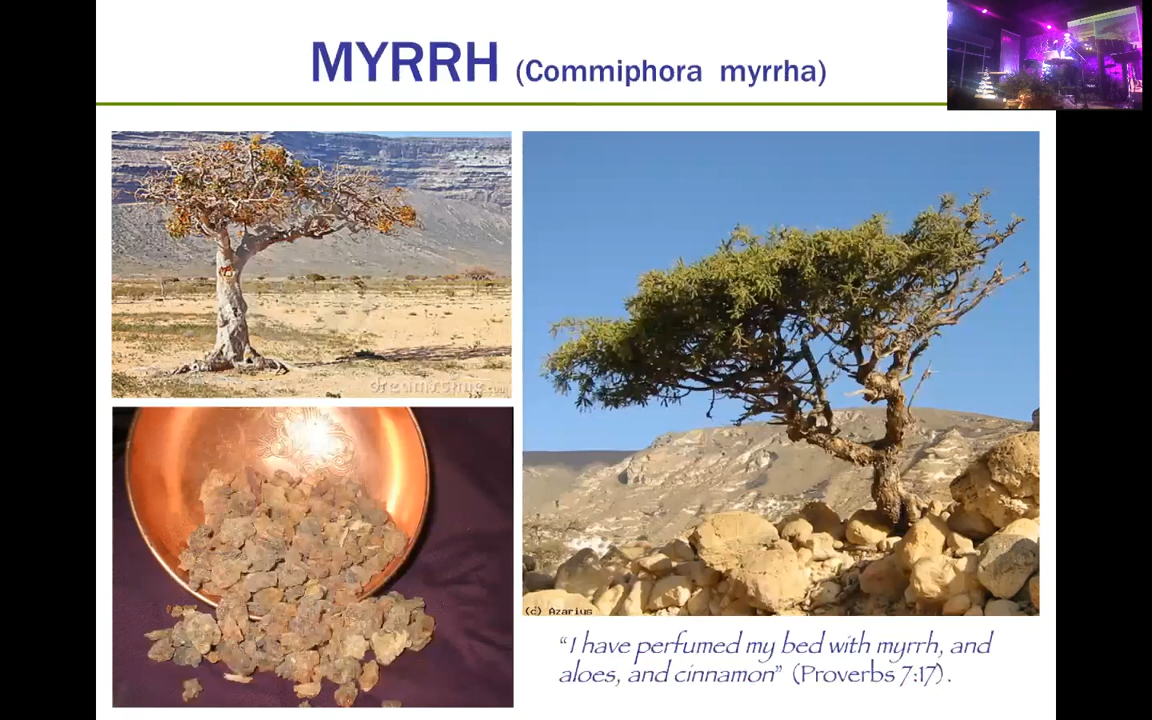 MYRRH (Commiphora myrrha)
dreamstime.com
(c) Azarius
"I have perfumed my bed with myrrh, and
aloes, and cinnamon" (Proverbs 7:17).